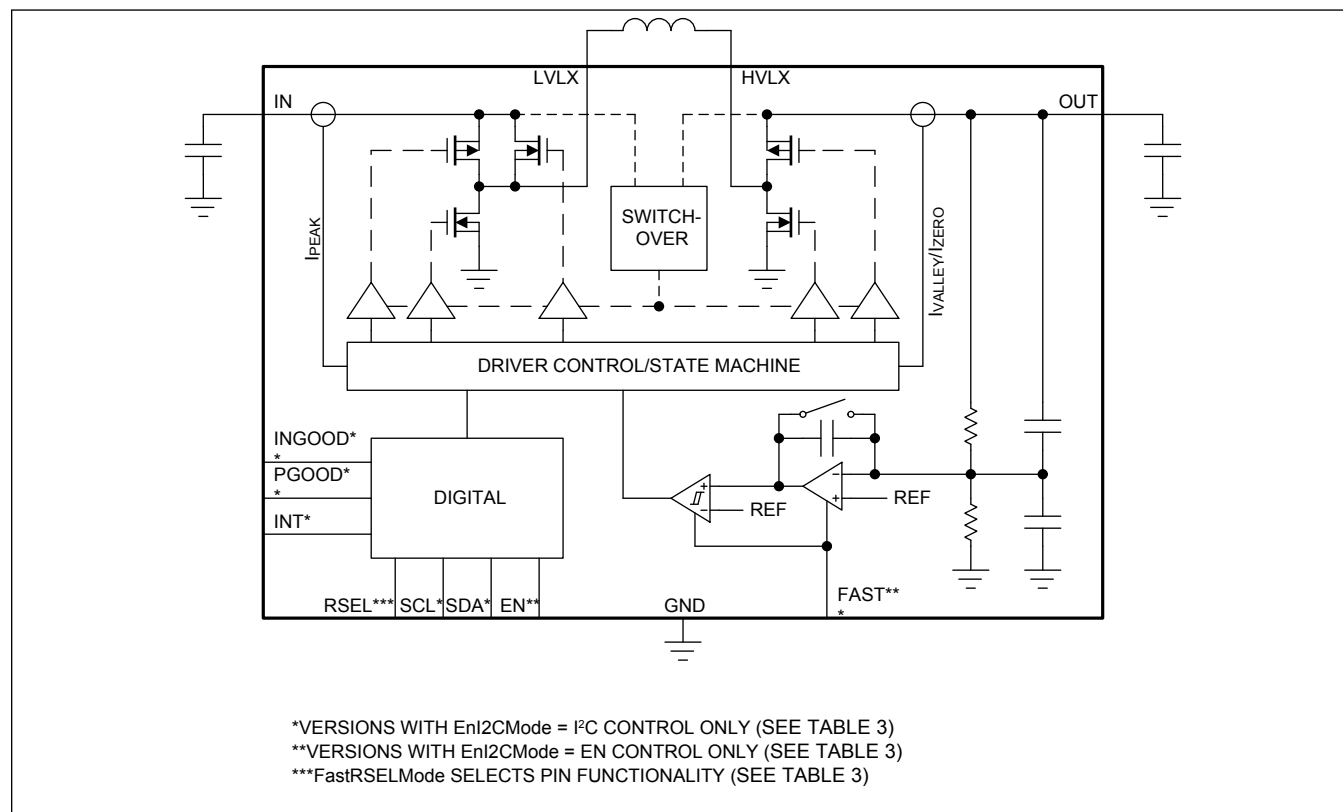 LVLX
HVLX
IN
OUT
IPEAK
SWITCH-
OVER
IVALLEY/IZERO
DRIVER CONTROL/STATE MACHINE
INGOOD*
*
PGOOD*
*
INT*
DIGITAL
+
-
REF
-
+
REF
RSEL***
SCL*
SDA*
EN**
GND
FAST**
*
*VERSIONS WITH EnI2CMode = I²C CONTROL ONLY (SEE TABLE 3)
**VERSIONS WITH EnI2CMode = EN CONTROL ONLY (SEE TABLE 3)
***FastRSELMode SELECTS PIN FUNCTIONALITY (SEE TABLE 3)